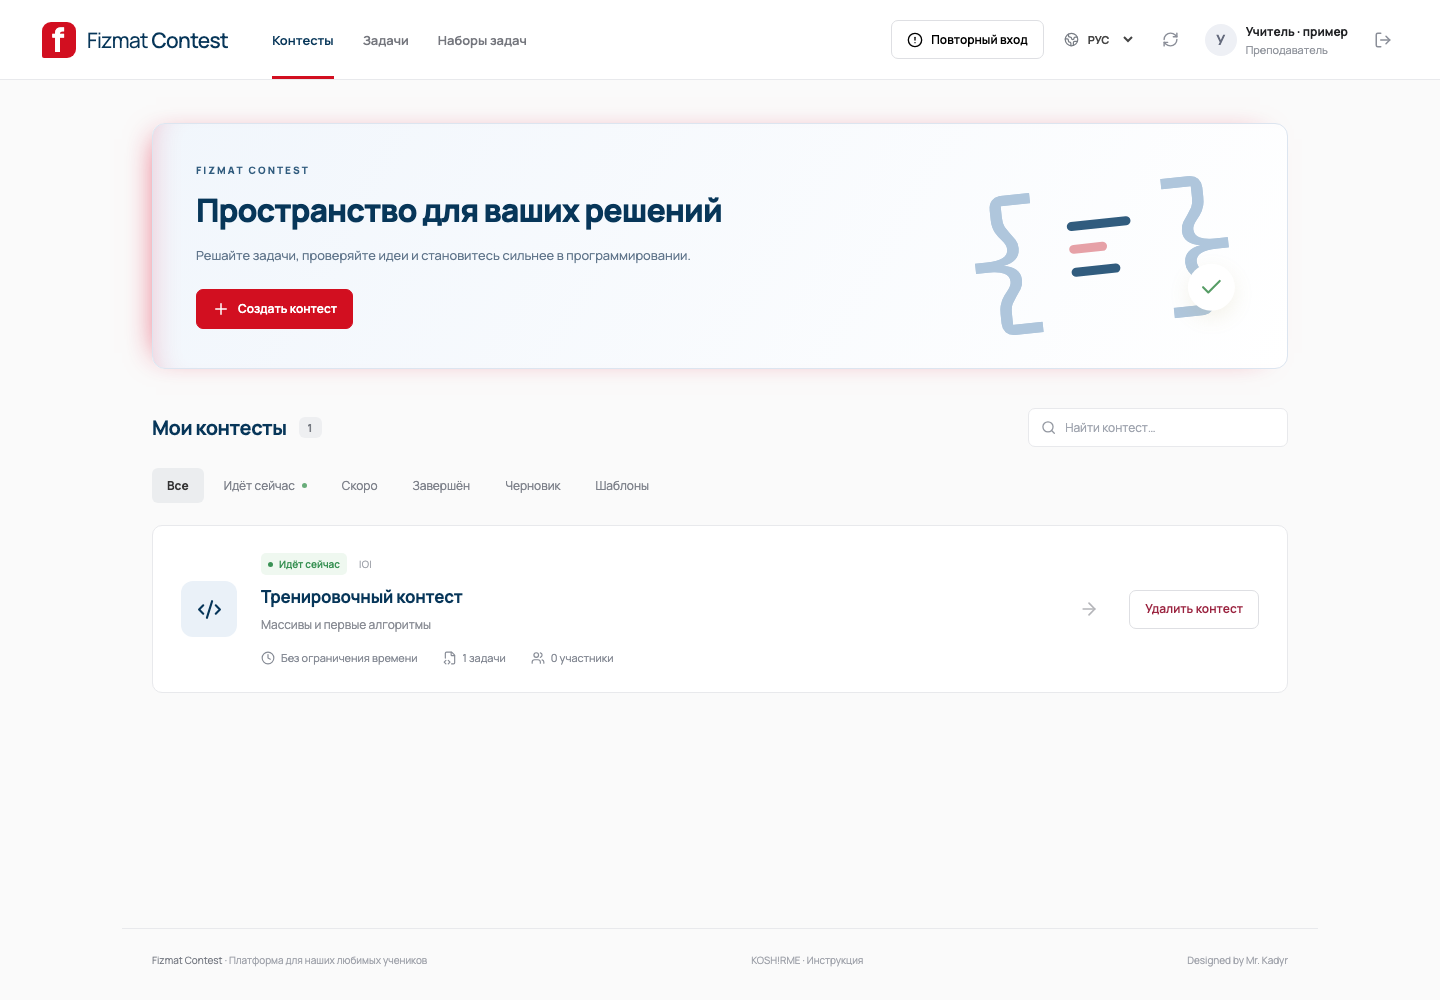 f Fizmat Contest Контесты Задачи Наборы задач Повторный вход РУС У Учитель · пример
Преподаватель
FIZMAT CONTEST
Пространство для ваших решений
Решайте задачи, проверяйте идеи и становитесь сильнее в программировании.
Создать контест
Мои контесты 1 Найти контест...
Все Идёт сейчас Скоро Завершён Черновик Шаблоны
Идёт сейчас IOI
Тренировочный контест
Массивы и первые алгоритмы
Удалить контест
Без ограничения времени 1 задачи 0 участники
Fizmat Contest · Платформа для наших любимых учеников KOSH!RME · Инструкция Designed by Mr. Kadyr